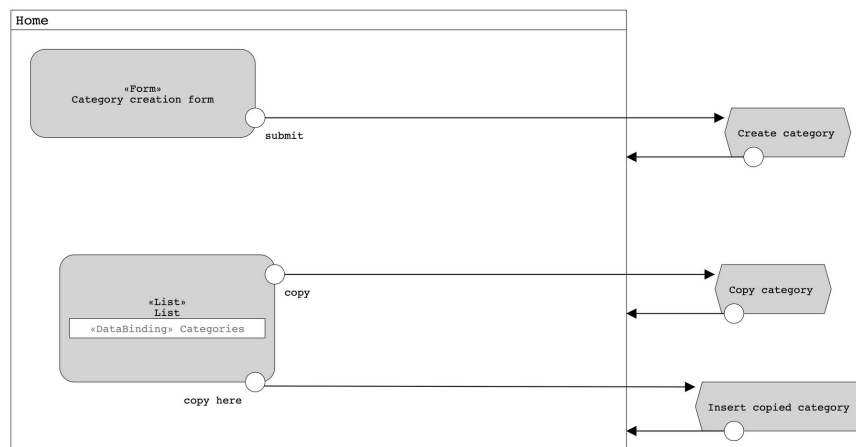 Home
«Form»
Category creation form
submit
Create category
«List»
List
«DataBinding» Categories
copy
Copy category
copy here
Insert copied category